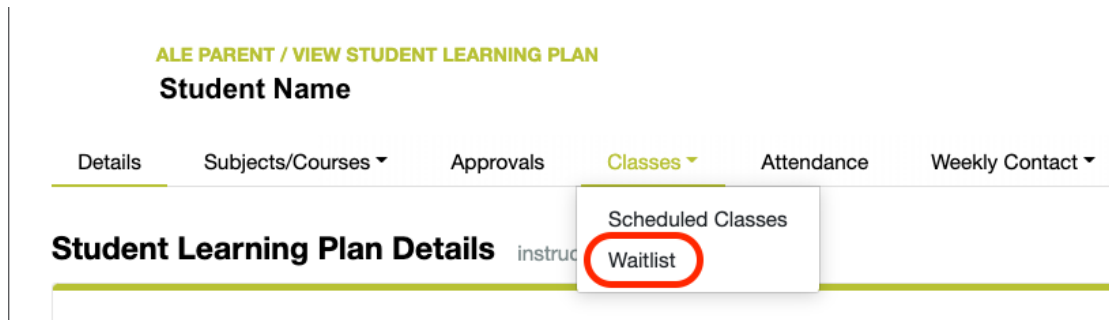 ALE PARENT / VIEW STUDENT LEARNING PLAN
Student Name
Details Subjects/Courses Approvals Classes Attendance Weekly Contact
Scheduled Classes
Student Learning Plan Details
Waitlist